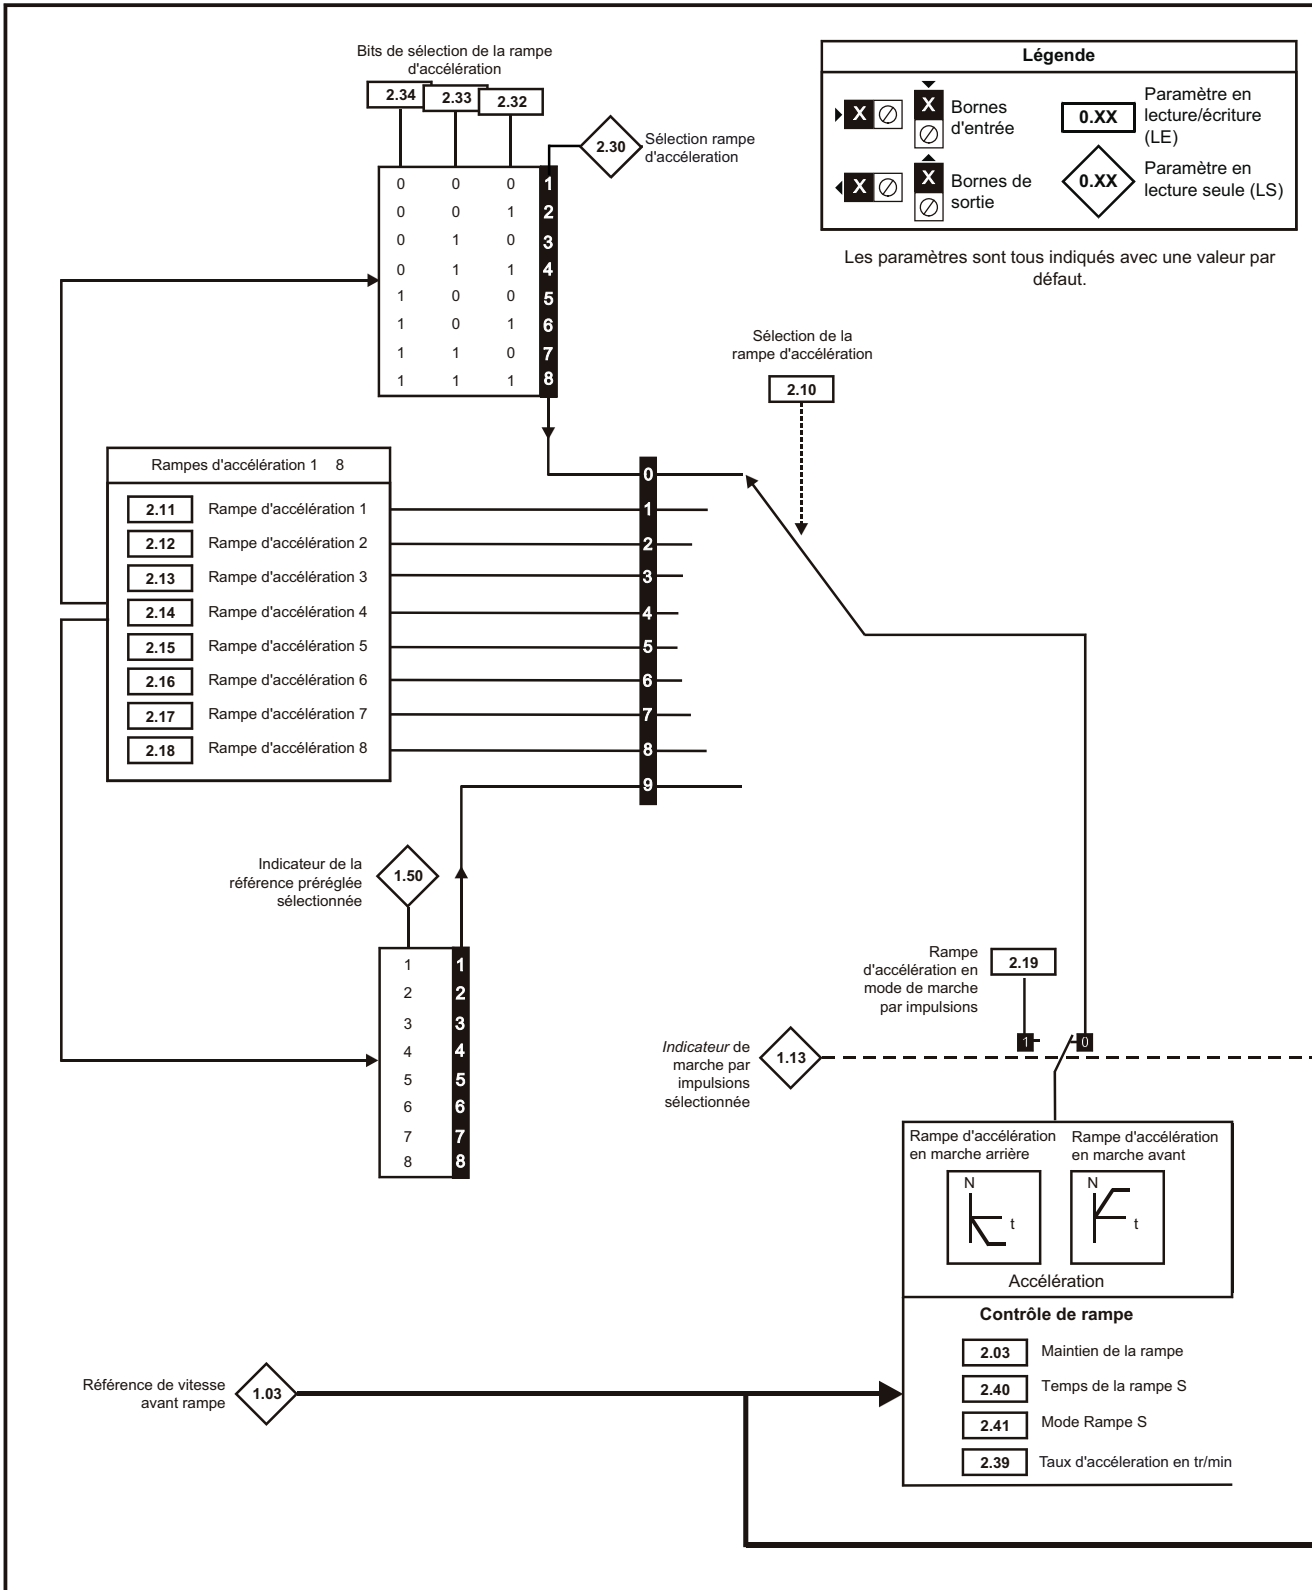 Bits de sélection de la rampe
d'accélération
2.34 2.33 2.32
2.30
Sélection rampe
d'accéleration
0 0 0 1
0 0 1 2
0 1 0 3
0 1 1 4
1 0 0 5
1 0 1 6
1 1 0 7
1 1 1 8
Légende
X
X
Bornes
d'entrée
0.XX
Paramètre en
lecture/écriture
(LE)
X
X
Bornes de
sortie
0.XX
Paramètre en
lecture seule (LS)
Les paramètres sont tous indiqués avec une valeur par
défaut.
Sélection de la
rampe d'accélération
2.10
Rampes d'accélération 1 8
2.11 Rampe d'accélération 1
2.12 Rampe d'accélération 2
2.13 Rampe d'accélération 3
2.14 Rampe d'accélération 4
2.15 Rampe d'accélération 5
2.16 Rampe d'accélération 6
2.17 Rampe d'accélération 7
2.18 Rampe d'accélération 8
0
1
2
3
4
5
6
7
8
9
Indicateur de la
référence préréglée
sélectionnée
1.50
1 1
2 2
3 3
4 4
5 5
6 6
7 7
8 8
Rampe
d'accélération en
mode de marche
par impulsions
2.19
1 0
Indicateur de
marche par
impulsions
sélectionnée
1.13
Rampe d'accélération
en marche arrière
Rampe d'accélération
en marche avant
N
t
N
t
Accélération
Contrôle de rampe
2.03 Maintien de la rampe
2.40 Temps de la rampe S
2.41 Mode Rampe S
2.39 Taux d'accéleration en tr/min
Référence de vitesse
avant rampe
1.03